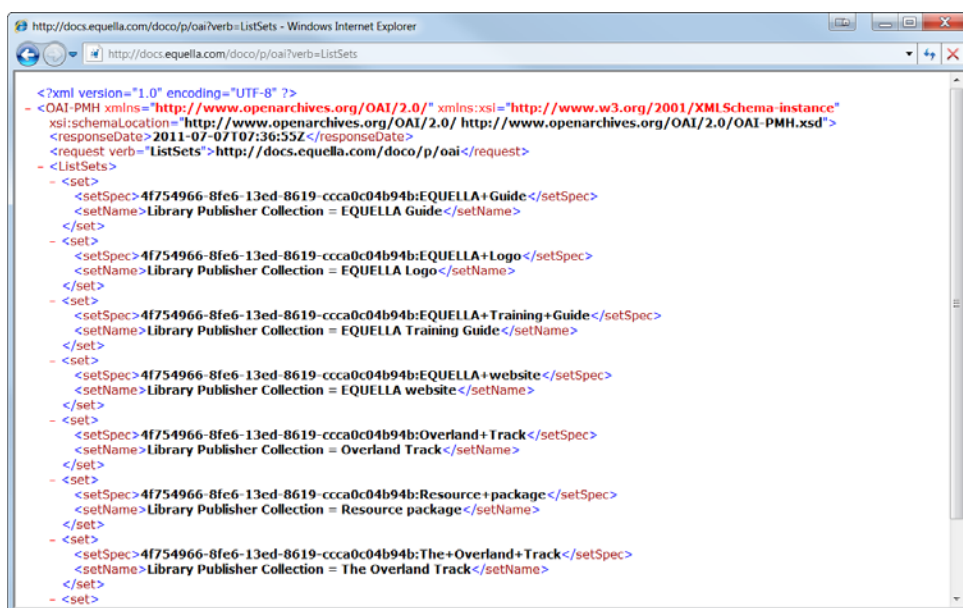 http://docs.equella.com/doco/p/oai?verb=ListSets - Windows Internet Explorer
http://docs.equella.com/doco/p/oai?verb=ListSets
<?xml version="1.0" encoding="UTF-8" ?>
- <OAI-PMH xmlns="http://www.openarchives.org/OAI/2.0/" xmlns:xsi="http://www.w3.org/2001/XMLSchema-instance"
xsi:schemaLocation="http://www.openarchives.org/OAI/2.0/ http://www.openarchives.org/OAI/2.0/OAI-PMH.xsd">
<responseDate>2011-07-07T07:36:55Z</responseDate>
<request verb="ListSets">http://docs.equella.com/doco/p/oai</request>
- <ListSets>
- <set>
<setSpec>4f754966-8fe6-13ed-8619-ccca0c04b94b:EQUELLA+Guide</setSpec>
<setName>Library Publisher Collection = EQUELLA Guide</setName>
</set>
- <set>
<setSpec>4f754966-8fe6-13ed-8619-ccca0c04b94b:EQUELLA+Logo</setSpec>
<setName>Library Publisher Collection = EQUELLA Logo</setName>
</set>
- <set>
<setSpec>4f754966-8fe6-13ed-8619-ccca0c04b94b:EQUELLA+Training+Guide</setSpec>
<setName>Library Publisher Collection = EQUELLA Training Guide</setName>
</set>
- <set>
<setSpec>4f754966-8fe6-13ed-8619-ccca0c04b94b:EQUELLA+website</setSpec>
<setName>Library Publisher Collection = EQUELLA website</setName>
</set>
- <set>
<setSpec>4f754966-8fe6-13ed-8619-ccca0c04b94b:Overland+Track</setSpec>
<setName>Library Publisher Collection = Overland Track</setName>
</set>
- <set>
<setSpec>4f754966-8fe6-13ed-8619-ccca0c04b94b:Resource+package</setSpec>
<setName>Library Publisher Collection = Resource package</setName>
</set>
- <set>
<setSpec>4f754966-8fe6-13ed-8619-ccca0c04b94b:The+Overland+Track</setSpec>
<setName>Library Publisher Collection = The Overland Track</setName>
</set>
- <set>